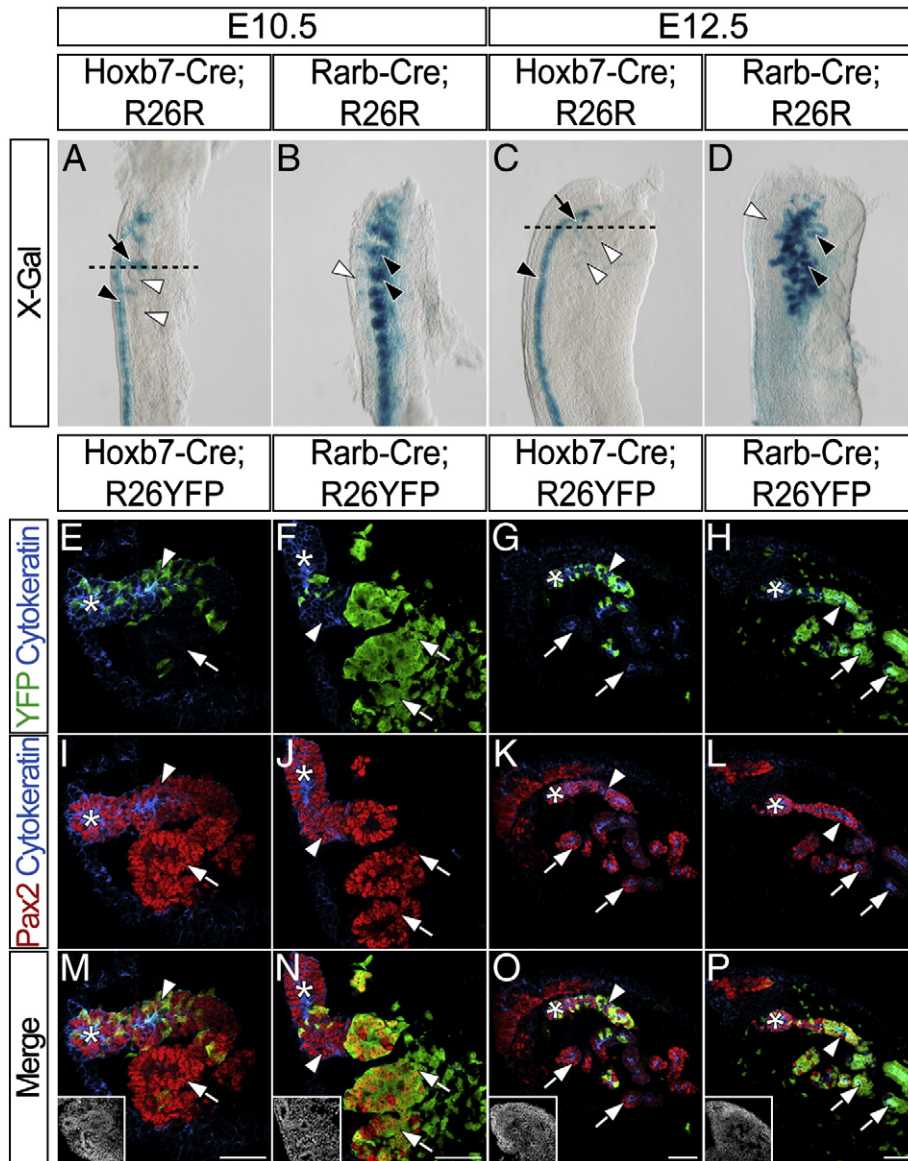 E10.5 E12.5
Hoxb7-Cre; R26R Rarb-Cre; R26R Hoxb7-Cre; R26R Rarb-Cre; R26R
X-Gal
A B C D
Hoxb7-Cre; R26YFP Rarb-Cre; R26YFP Hoxb7-Cre; R26YFP Rarb-Cre; R26YFP
YFP Cytokeratin
E F G H
Pax2 Cytokeratin
I J K L
Merge
M N O P